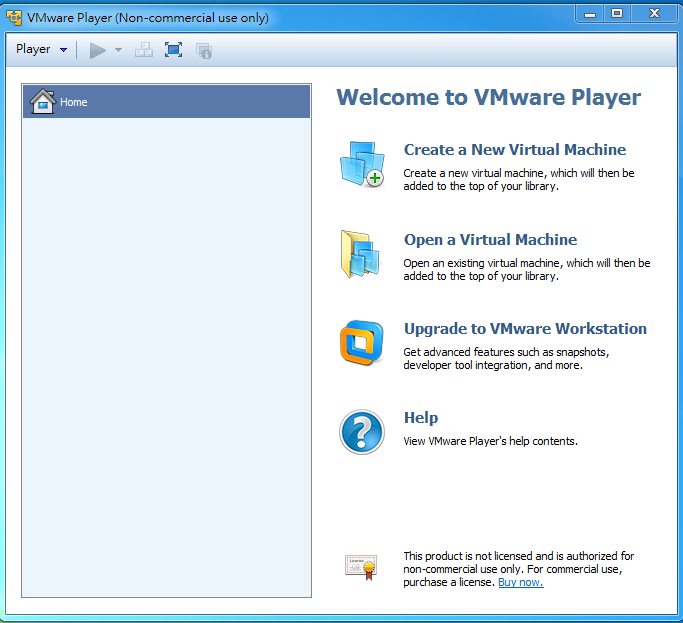 VMware Player (Non-commercial use only)
Player
Home
Welcome to VMware Player
Create a New Virtual Machine
Create a new virtual machine, which will then be
added to the top of your library.
Open a Virtual Machine
Open an existing virtual machine, which will then be
added to the top of your library.
Upgrade to VMware Workstation
Get advanced features such as snapshots,
developer tool integration, and more.
Help
View VMware Player's help contents.
License
This product is not licensed and is authorized for
non-commercial use only. For commercial use,
purchase a license. Buy now.